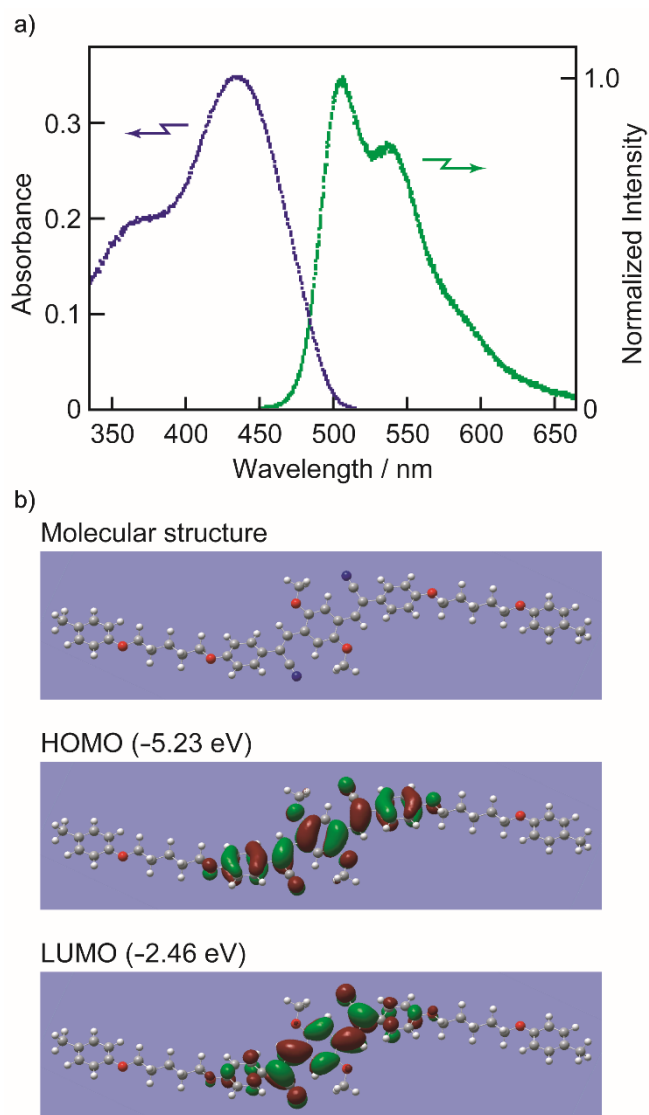 a)
0.3
0.2
0.1
0
Absorbance
1.0
0
Normalized Intensity
350 400 450 500 550 600 650
Wavelength / nm
b)
Molecular structure
HOMO (-5.23 eV)
LUMO (-2.46 eV)